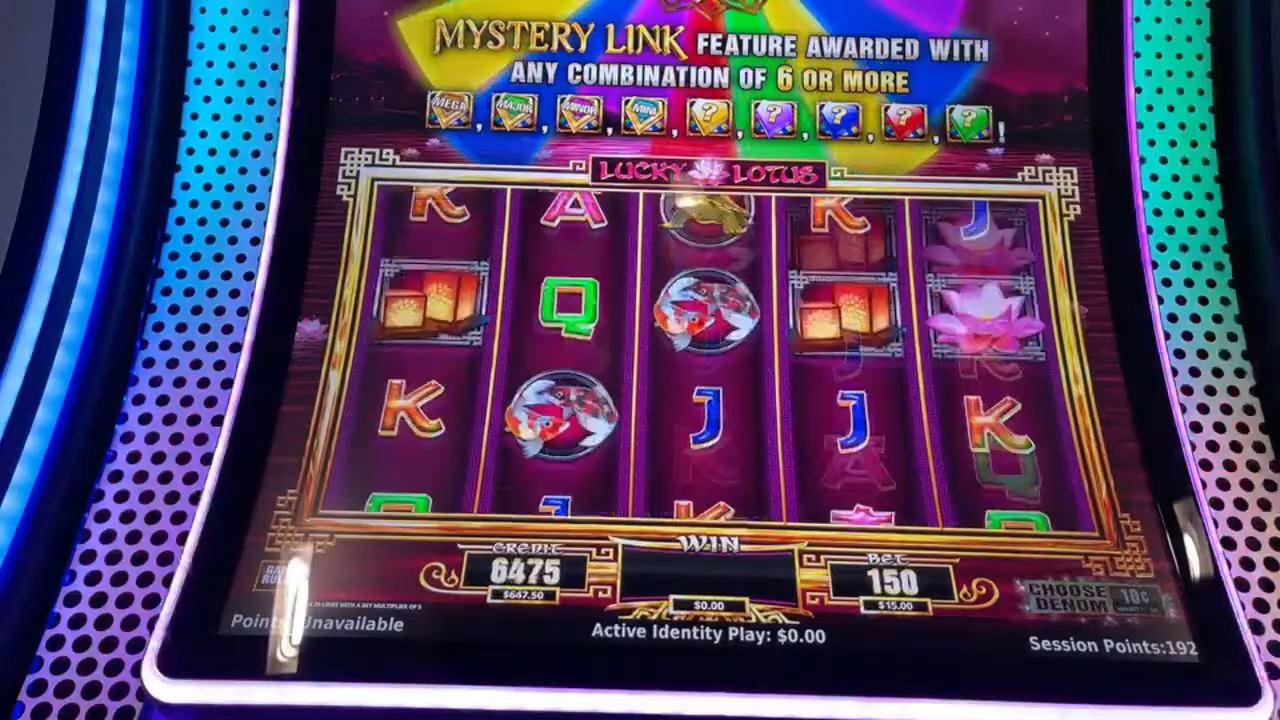 MYSTERY LINK FEATURE AWARDED WITH
ANY COMBINATION OF 6 OR MORE
MEGA, MAJOR, MINOR, MINI, ?, ?, ?, ?, ?!
LUCKY LOTUS
K A K J
Q
K J J K
CREDIT WIN BET
6475 150
$647.50 $0.00 $15.00
CHOOSE DENOM 10¢
Unavailable
Active Identity Play: $0.00
Session Points:192